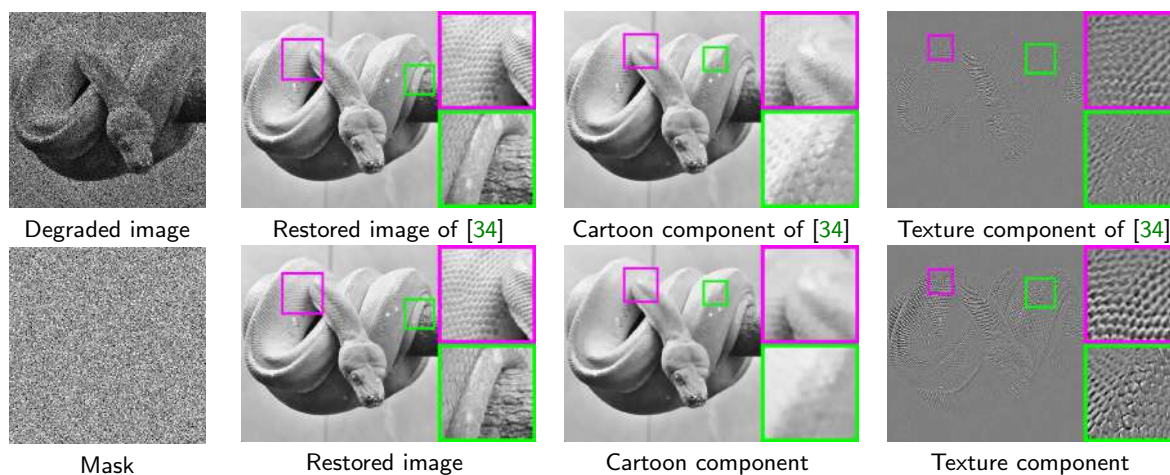 Degraded image
Restored image of [34]
Cartoon component of [34]
Texture component of [34]
Mask
Restored image
Cartoon component
Texture component